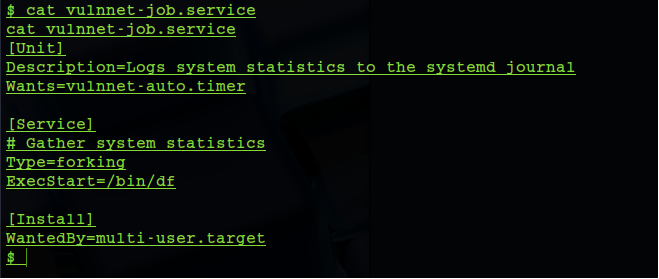 $ cat vulnnet-job.service
cat vulnnet-job.service
[Unit]
Description=Logs system statistics to the systemd journal
Wants=vulnnet-auto.timer
[Service]
# Gather system statistics
Type=forking
ExecStart=/bin/df
[Install]
WantedBy=multi-user.target
$